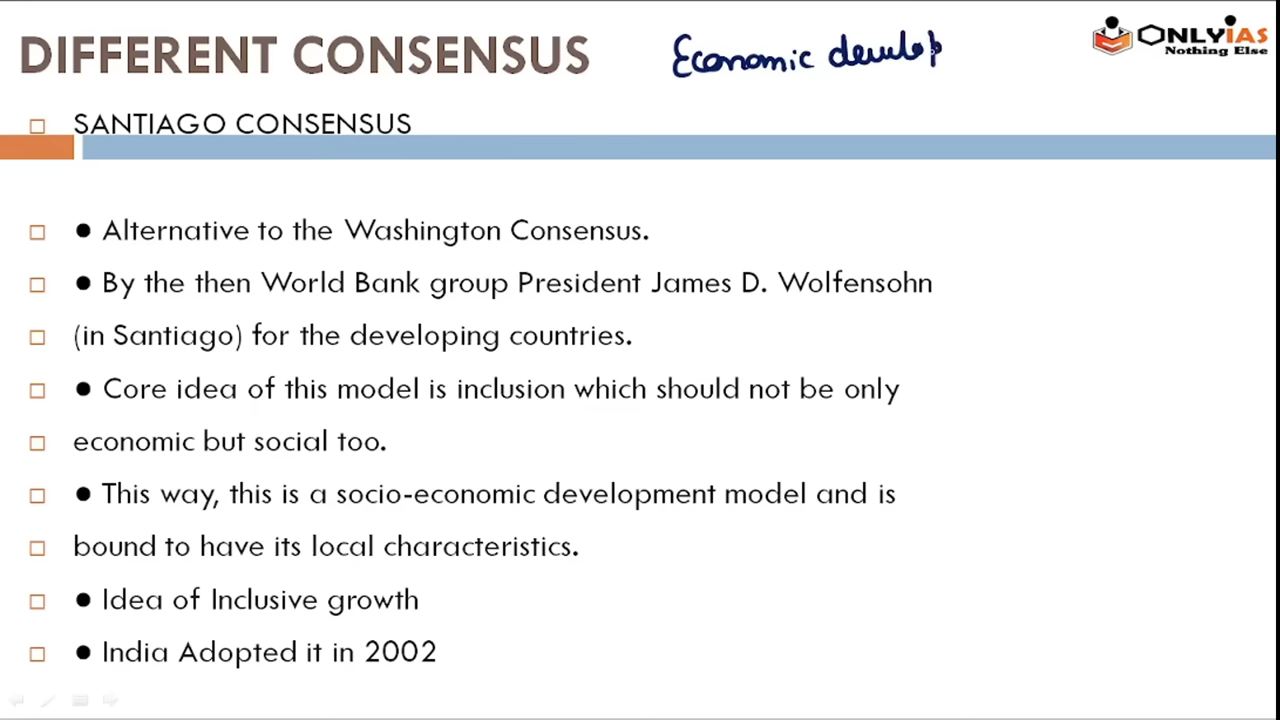 DIFFERENT CONSENSUS
Economic develop
ONLYIAS
Nothing Else
SANTIAGO CONSENSUS
● Alternative to the Washington Consensus.
● By the then World Bank group President James D. Wolfensohn
(in Santiago) for the developing countries.
● Core idea of this model is inclusion which should not be only
economic but social too.
● This way, this is a socio-economic development model and is
bound to have its local characteristics.
● Idea of Inclusive growth
● India Adopted it in 2002